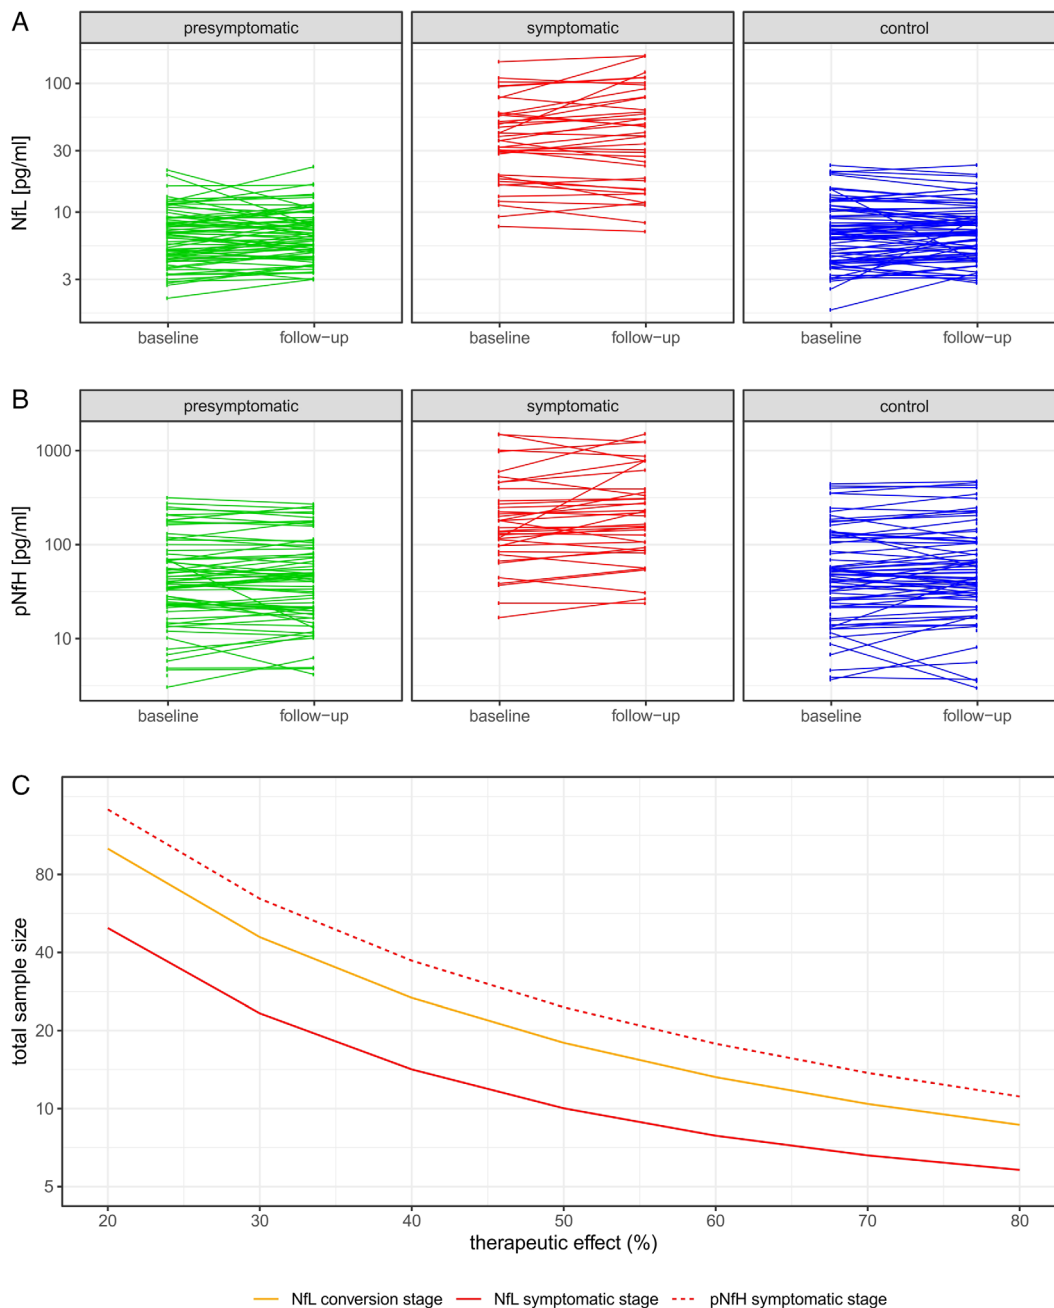 A
presymptomatic symptomatic control
NfL [pg/ml]
100
30
10
3
baseline follow−up baseline follow−up baseline follow−up
B
presymptomatic symptomatic control
pNfH [pg/ml]
1000
100
10
baseline follow−up baseline follow−up baseline follow−up
C
total sample size
80
40
20
10
5
20 30 40 50 60 70 80
therapeutic effect (%)
NfL conversion stage NfL symptomatic stage pNfH symptomatic stage